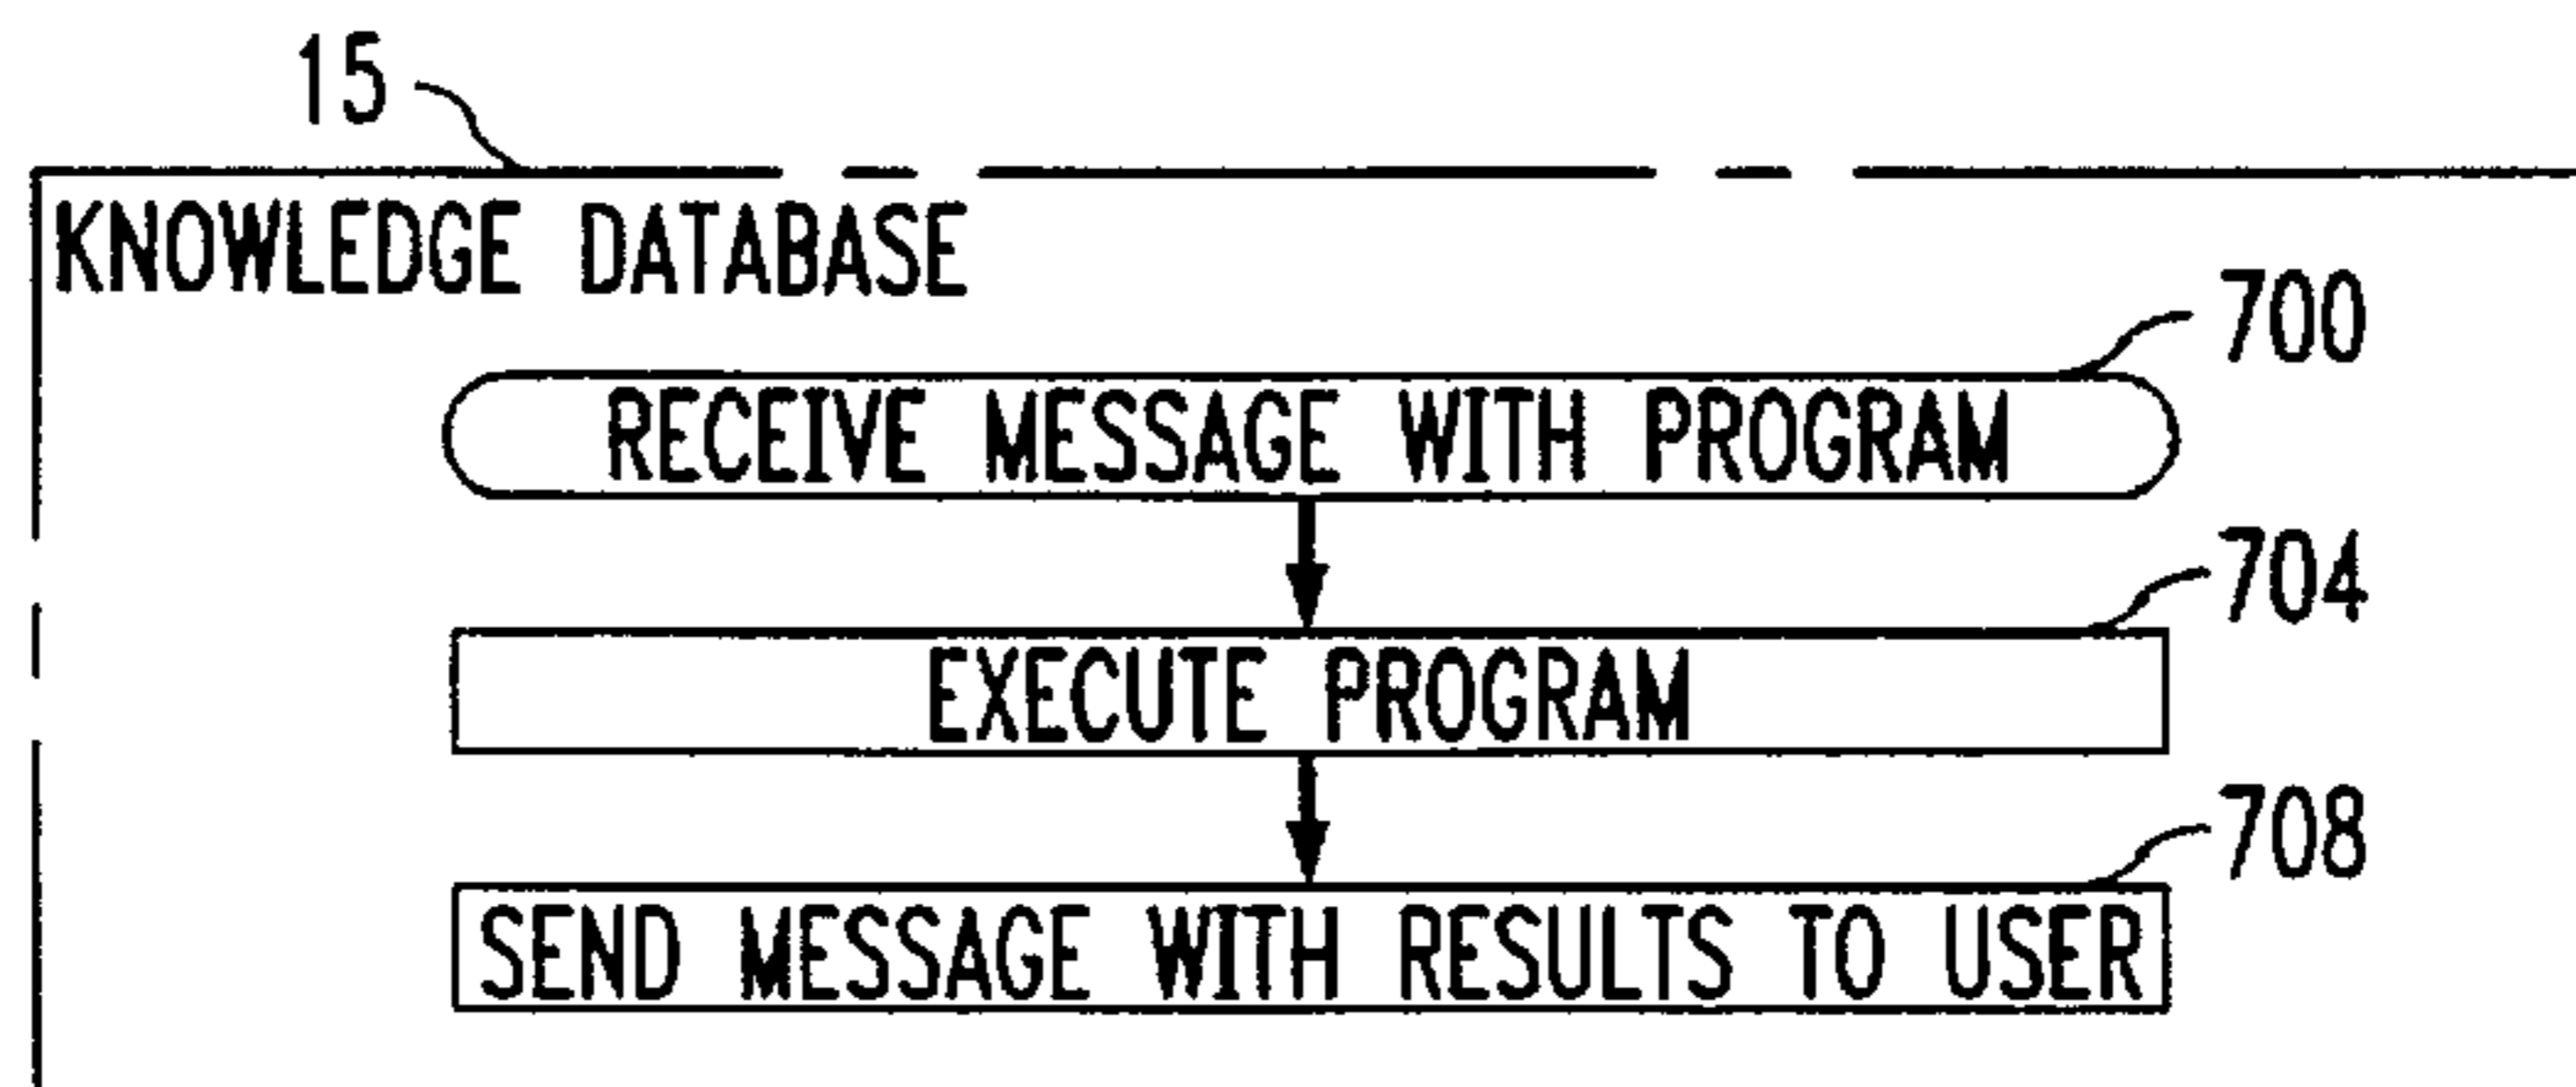 15
KNOWLEDGE DATABASE
700
RECEIVE MESSAGE WITH PROGRAM
704
EXECUTE PROGRAM
708
SEND MESSAGE WITH RESULTS TO USER